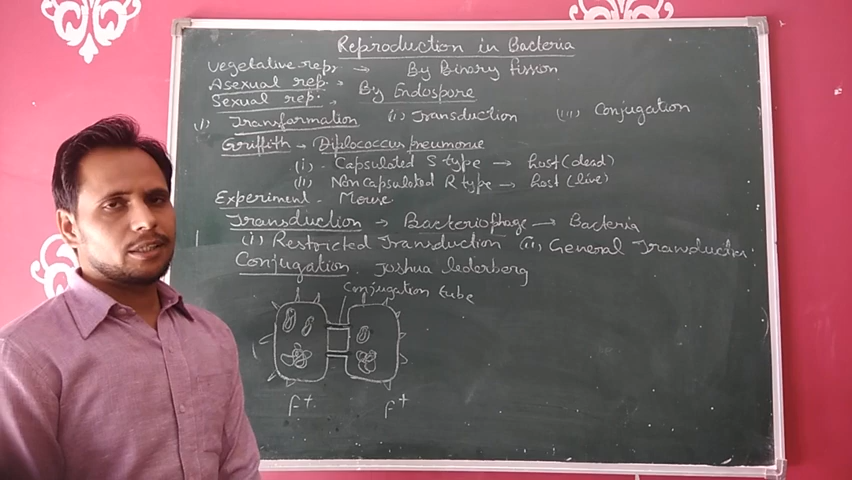 Reproduction in Bacteria
Vegetative rep. → By Binary fission
Asexual rep. → By Endospore
Sexual rep. →
(i) Transformation (ii) Transduction (iii) Conjugation
Griffith → Diplococcus pneumonae
(i) - Capsulated S type → host (dead)
(ii) Non capsulated R type → host (live)
Experiment - Mouse
Transduction → Bacteriophage → Bacteria
(i) Restricted Transduction (ii) General Transduction
Conjugation. Joshua lederberg
Conjugation tube
F+ F+